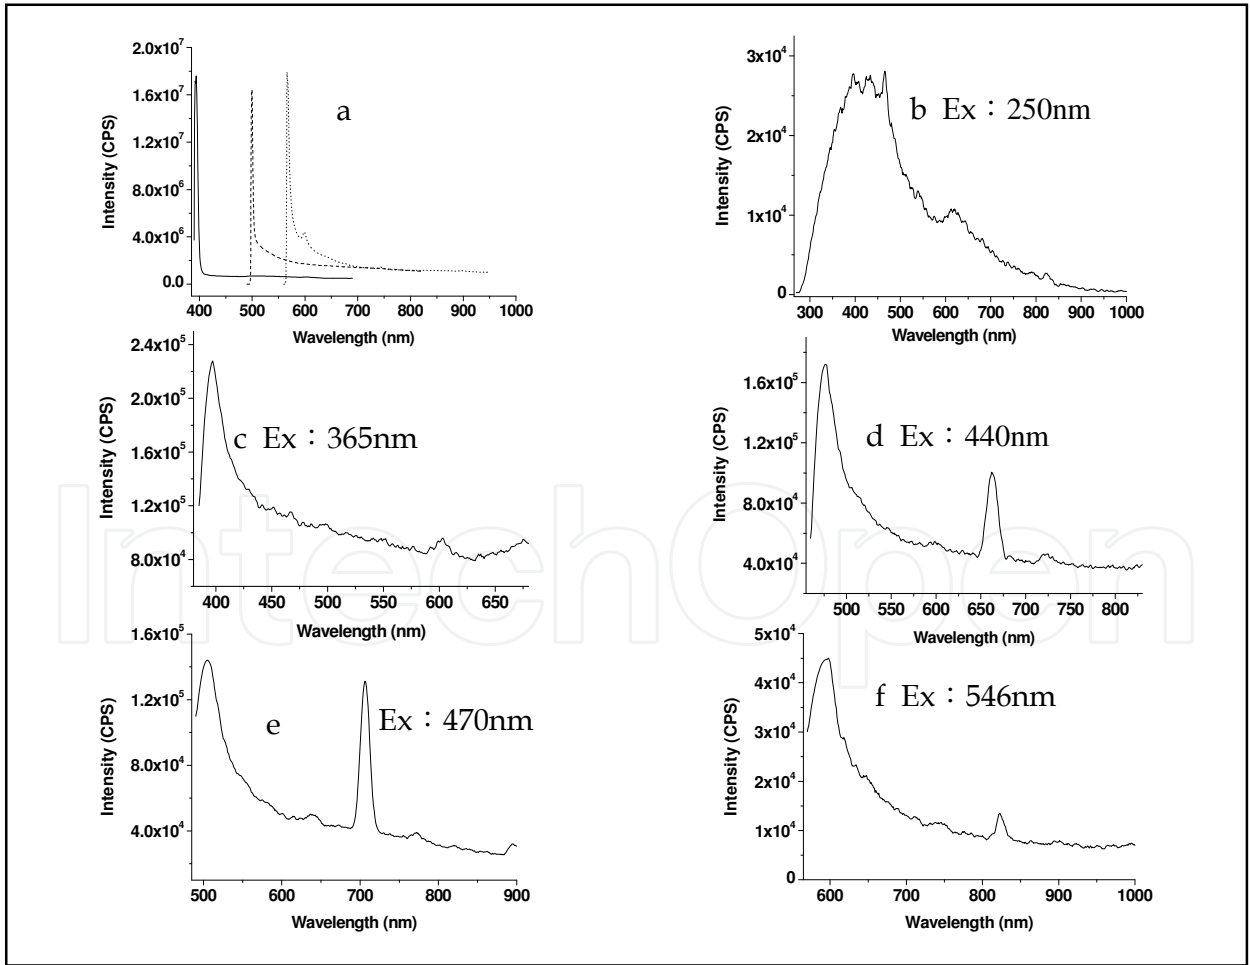 2.0x10⁷
1.6x10⁷
1.2x10⁷
8.0x10⁶
4.0x10⁶
0.0
Intensity (CPS)
a
400 500 600 700 800 900 1000
Wavelength (nm)
3x10⁴
2x10⁴
1x10⁴
0
Intensity (CPS)
b Ex：250nm
300 400 500 600 700 800 900 1000
Wavelength (nm)
2.4x10⁵
2.0x10⁵
1.6x10⁵
1.2x10⁵
8.0x10⁴
Intensity (CPS)
c Ex：365nm
400 450 500 550 600 650
Wavelength (nm)
1.6x10⁵
1.2x10⁵
8.0x10⁴
4.0x10⁴
Intensity (CPS)
d Ex：440nm
500 550 600 650 700 750 800
Wavelength (nm)
1.6x10⁵
1.2x10⁵
8.0x10⁴
4.0x10⁴
Intensity (CPS)
e Ex：470nm
500 600 700 800 900
Wavelength (nm)
5x10⁴
4x10⁴
3x10⁴
2x10⁴
1x10⁴
0
Intensity (CPS)
f Ex：546nm
600 700 800 900 1000
Wavelength (nm)
IntechOpen